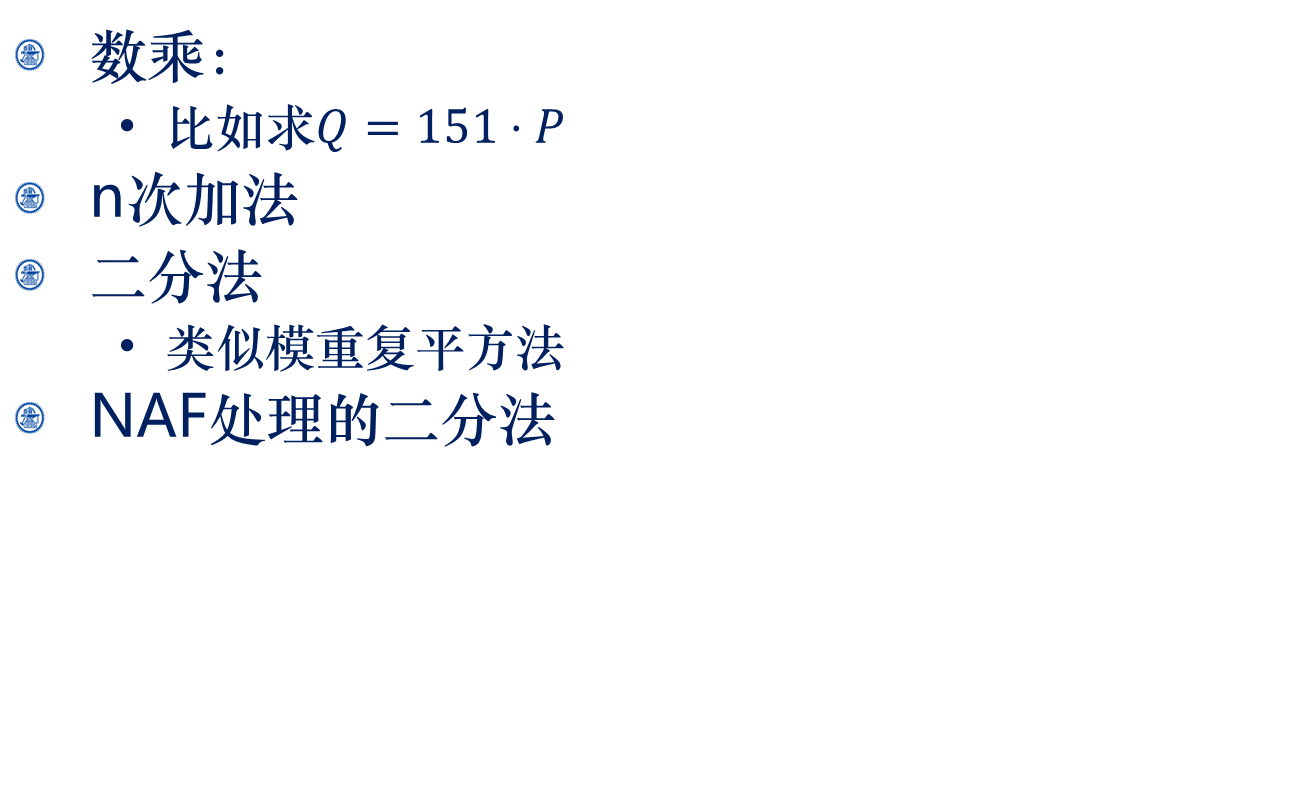 数乘：
• 比如求Q = 151 · P
n次加法
二分法
• 类似模重复平方法
NAF处理的二分法